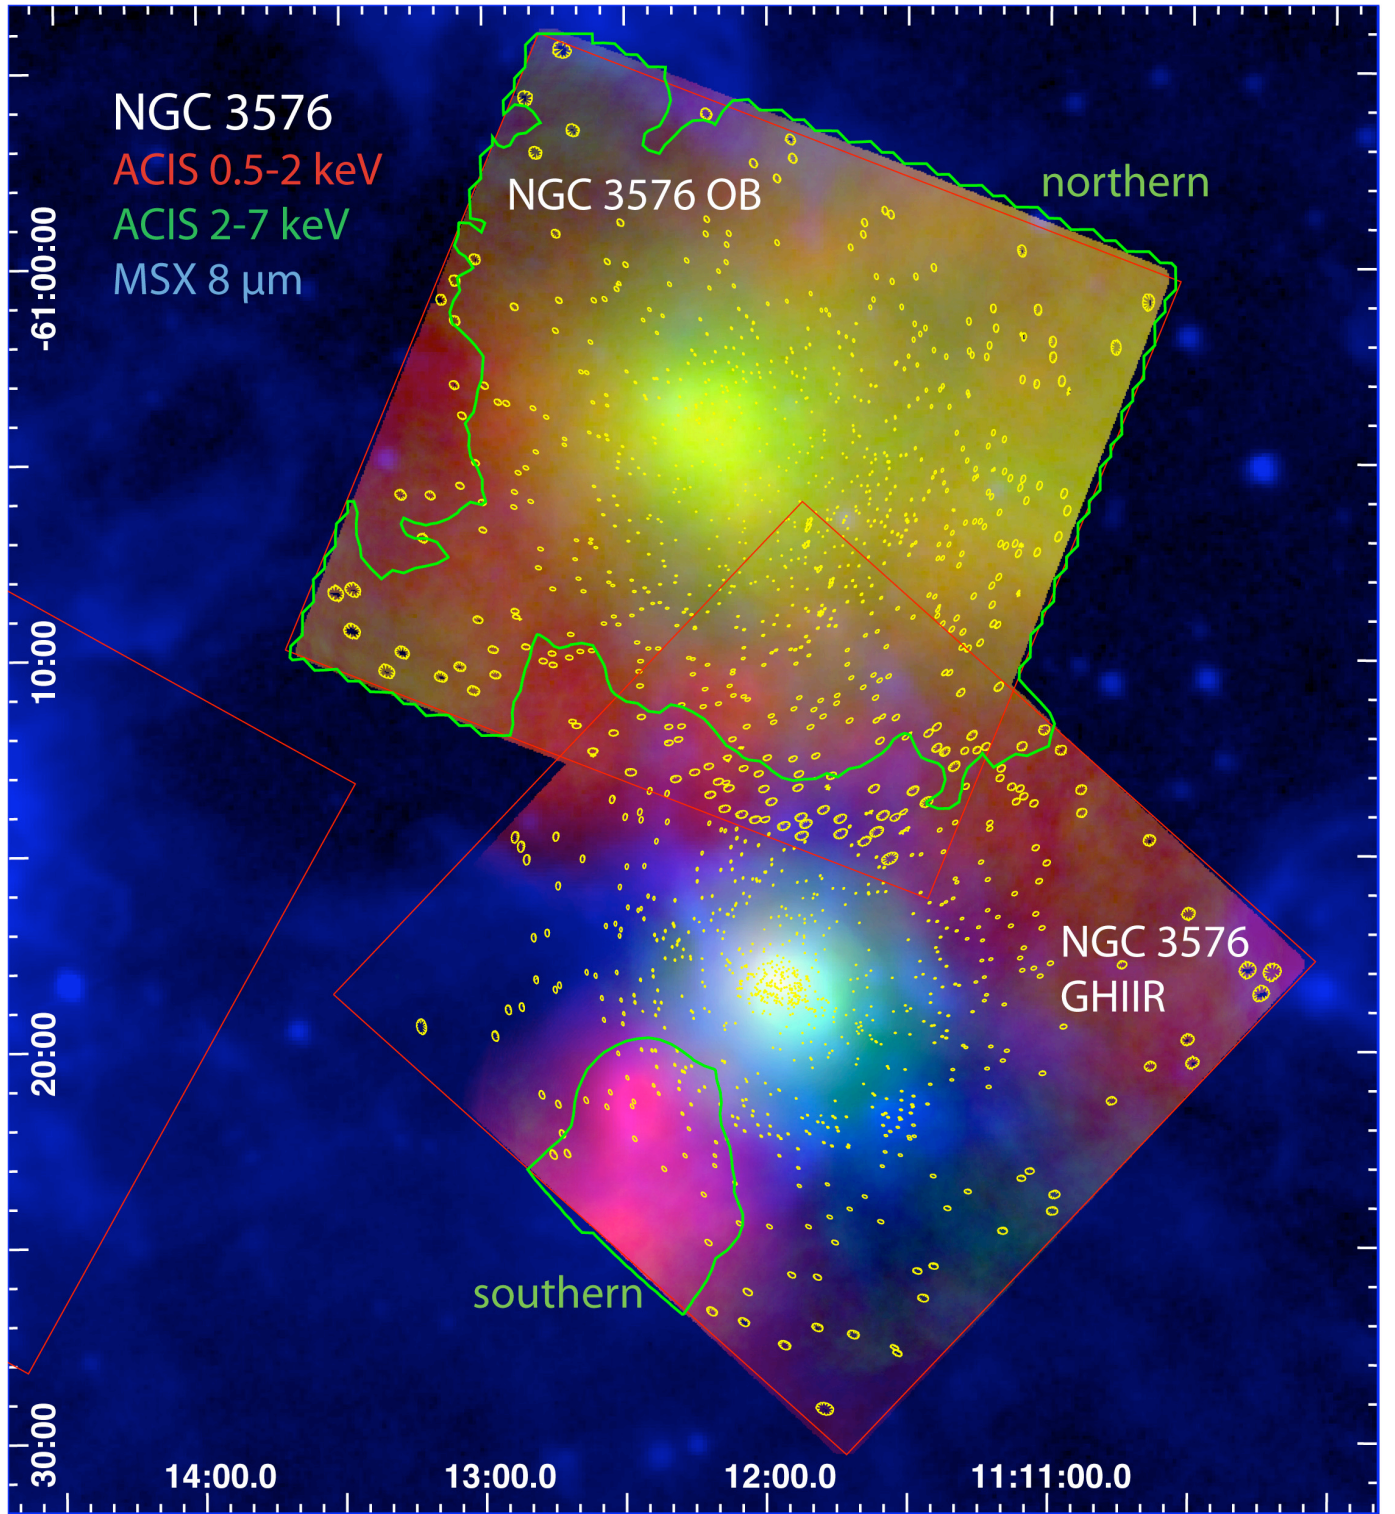 NGC 3576
ACIS 0.5-2 keV
ACIS 2-7 keV
MSX 8 µm
NGC 3576 OB
northern
-61:00:00
10:00
NGC 3576
GHIIR
20:00
southern
30:00
14:00.0
13:00.0
12:00.0
11:11:00.0